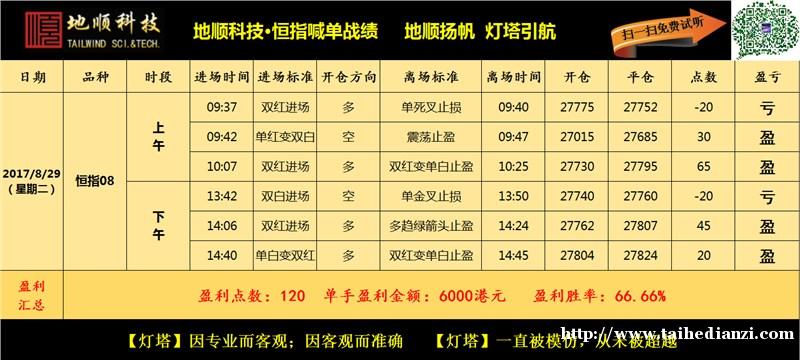 地顺科技
TAILWIND SCI.&TECH.
地顺科技·恒指喊单战绩 地顺扬帆 灯塔引航
扫一扫免费试听
日期 品种 时段 进场时间 进场标准 开仓方向 离场标准 离场时间 开仓 平仓 点数 盈亏
2017/8/29
（星期二）
恒指08
上午
09:37 双红进场 多 单死叉止损 09:40 27775 27752 -20 亏
09:42 单红变双白 空 震荡止盈 09:47 27015 27685 30 盈
10:07 双红进场 多 双红变单白止盈 10:25 27730 27795 65 盈
下午
13:42 双白进场 空 单金叉止损 13:50 27740 27760 -20 亏
14:06 双红进场 多 多趋绿箭头止盈 14:24 27762 27807 45 盈
14:40 单白变双红 多 双红变单白止盈 14:45 27804 27824 20 盈
盈利
汇总
盈利点数：120 单手盈利金额：6000港元 盈利胜率：66.66%
【灯塔】因专业而客观；因客观而准确 【灯塔】一直被模仿，从未被超越
http://www.taihedianzi.com